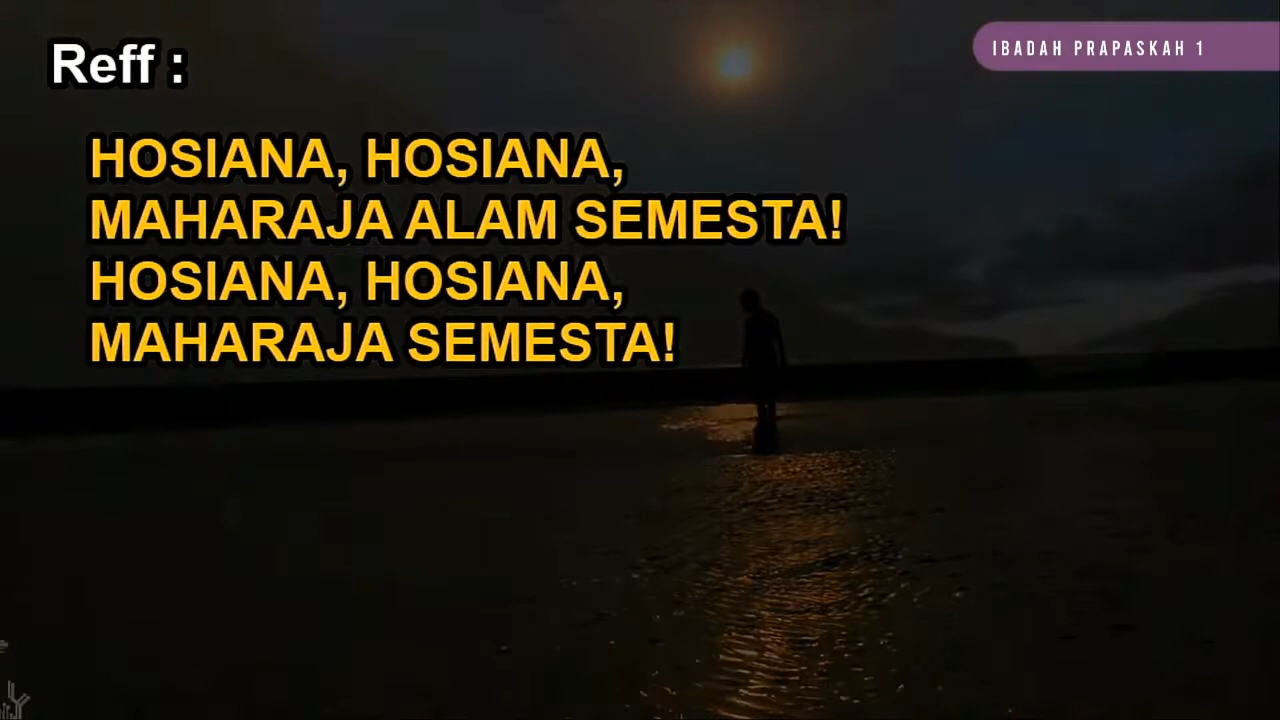 Reff :
IBADAH PRAPASKAH 1
HOSIANA, HOSIANA,
MAHARAJA ALAM SEMESTA!
HOSIANA, HOSIANA,
MAHARAJA SEMESTA!